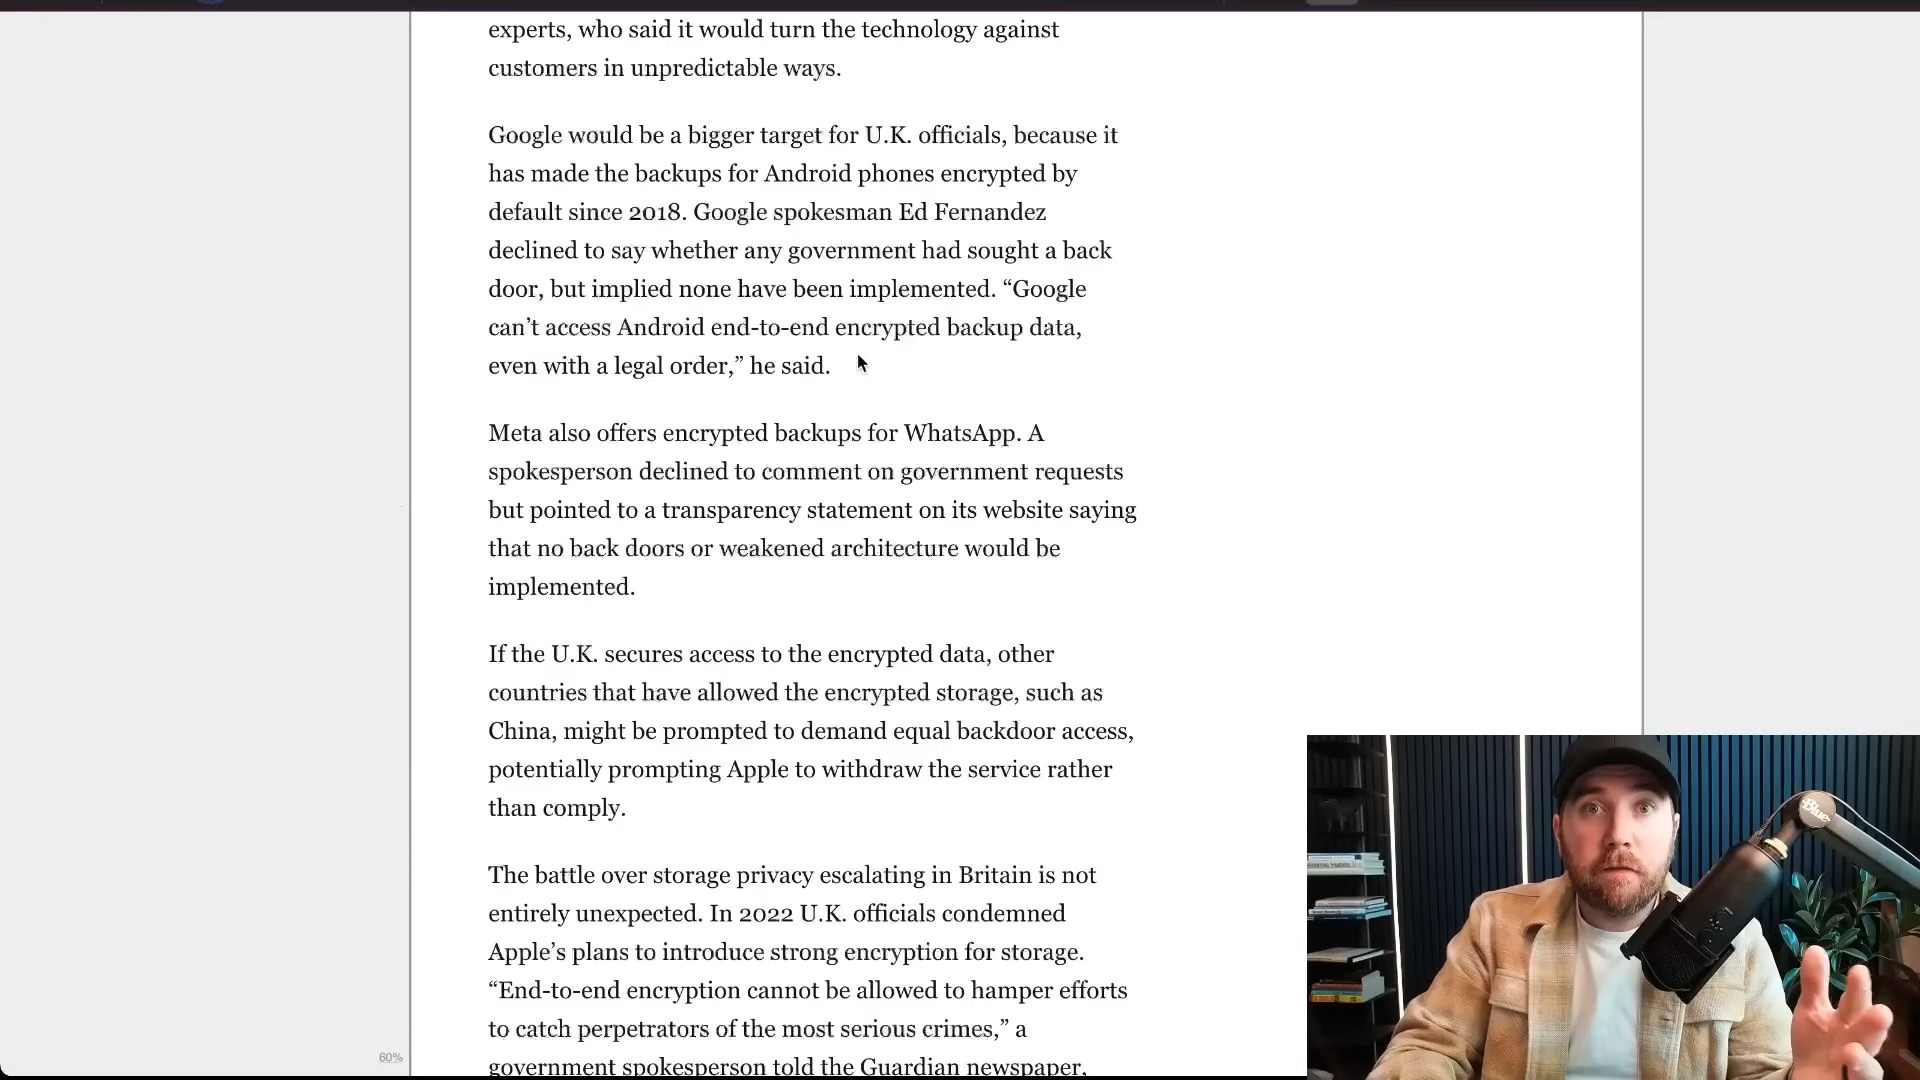 experts, who said it would turn the technology against
customers in unpredictable ways.
Google would be a bigger target for U.K. officials, because it
has made the backups for Android phones encrypted by
default since 2018. Google spokesman Ed Fernandez
declined to say whether any government had sought a back
door, but implied none have been implemented. “Google
can’t access Android end-to-end encrypted backup data,
even with a legal order,” he said.
Meta also offers encrypted backups for WhatsApp. A
spokesperson declined to comment on government requests
but pointed to a transparency statement on its website saying
that no back doors or weakened architecture would be
implemented.
If the U.K. secures access to the encrypted data, other
countries that have allowed the encrypted storage, such as
China, might be prompted to demand equal backdoor access,
potentially prompting Apple to withdraw the service rather
than comply.
The battle over storage privacy escalating in Britain is not
entirely unexpected. In 2022 U.K. officials condemned
Apple’s plans to introduce strong encryption for storage.
“End-to-end encryption cannot be allowed to hamper efforts
to catch perpetrators of the most serious crimes,” a
government spokesperson told the Guardian newspaper,
60%
Blue